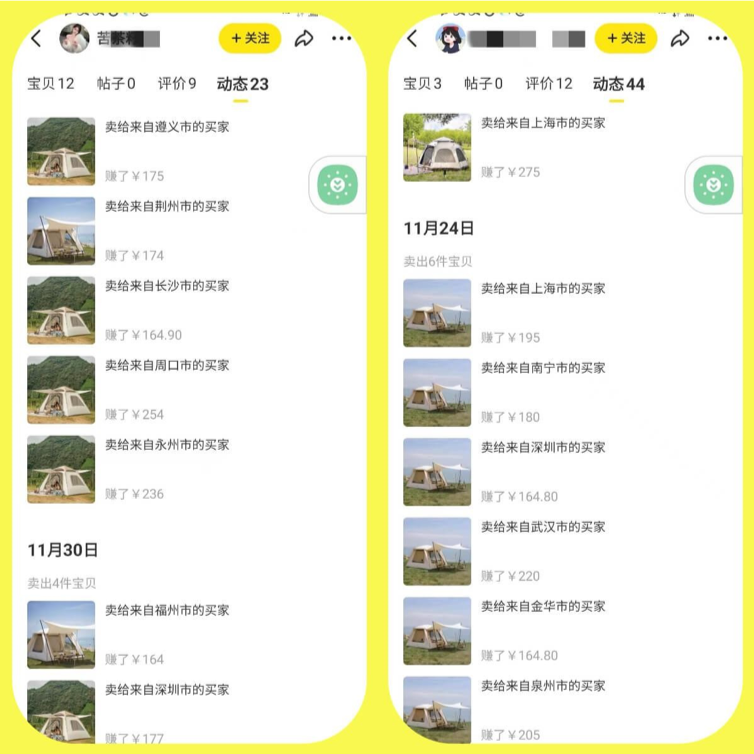 苦茶
+关注
宝贝12 帖子0 评价9 动态23
卖给来自遵义市的买家
赚了￥175
卖给来自荆州市的买家
赚了￥174
卖给来自长沙市的买家
赚了￥164.90
卖给来自周口市的买家
赚了￥254
卖给来自永州市的买家
赚了￥236
11月30日
卖出4件宝贝
卖给来自福州市的买家
赚了￥164
卖给来自深圳市的买家
赚了￥177
+关注
宝贝3 帖子0 评价12 动态44
卖给来自上海市的买家
赚了￥275
11月24日
卖出6件宝贝
卖给来自上海市的买家
赚了￥195
卖给来自南宁市的买家
赚了￥180
卖给来自深圳市的买家
赚了￥164.80
卖给来自武汉市的买家
赚了￥220
卖给来自金华市的买家
赚了￥164.80
卖给来自泉州市的买家
赚了￥205